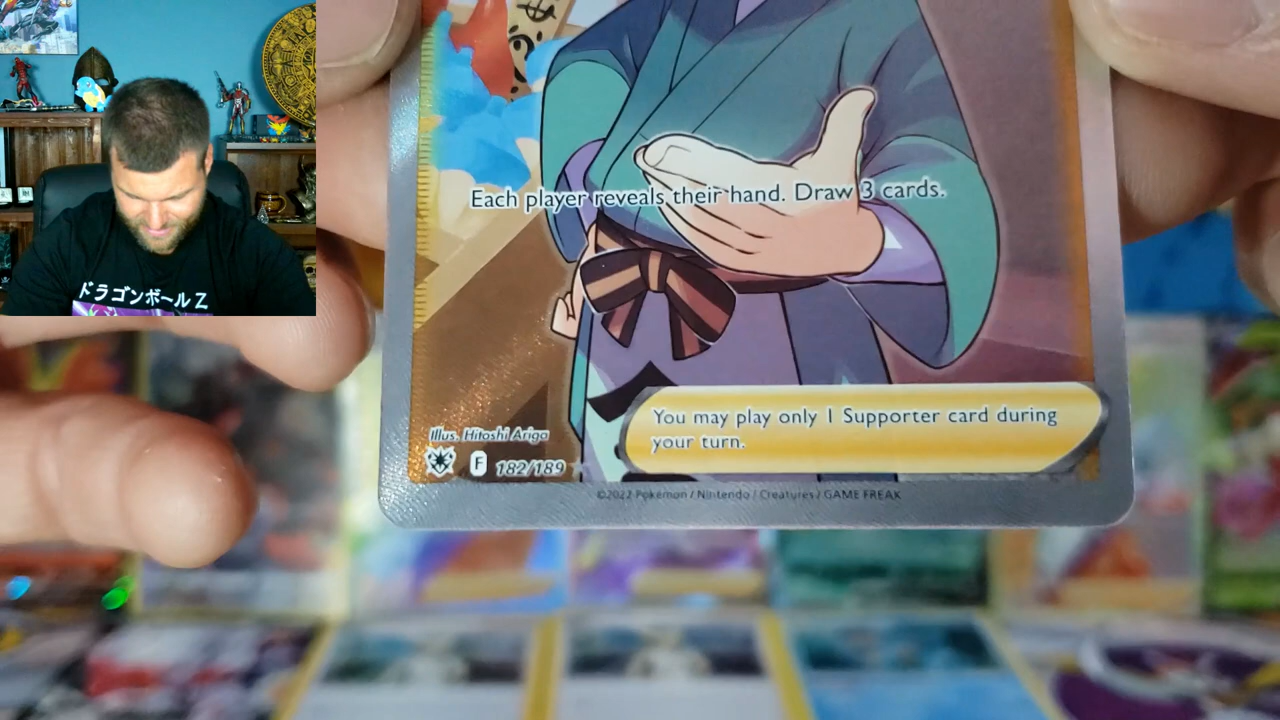 ドラゴンボールZ
Each player reveals their hand. Draw 3 cards.
You may play only 1 Supporter card during
your turn.
Illus. Hitoshi Ariga
F 182/189
©2022 Pokémon / Nintendo / Creatures / GAME FREAK